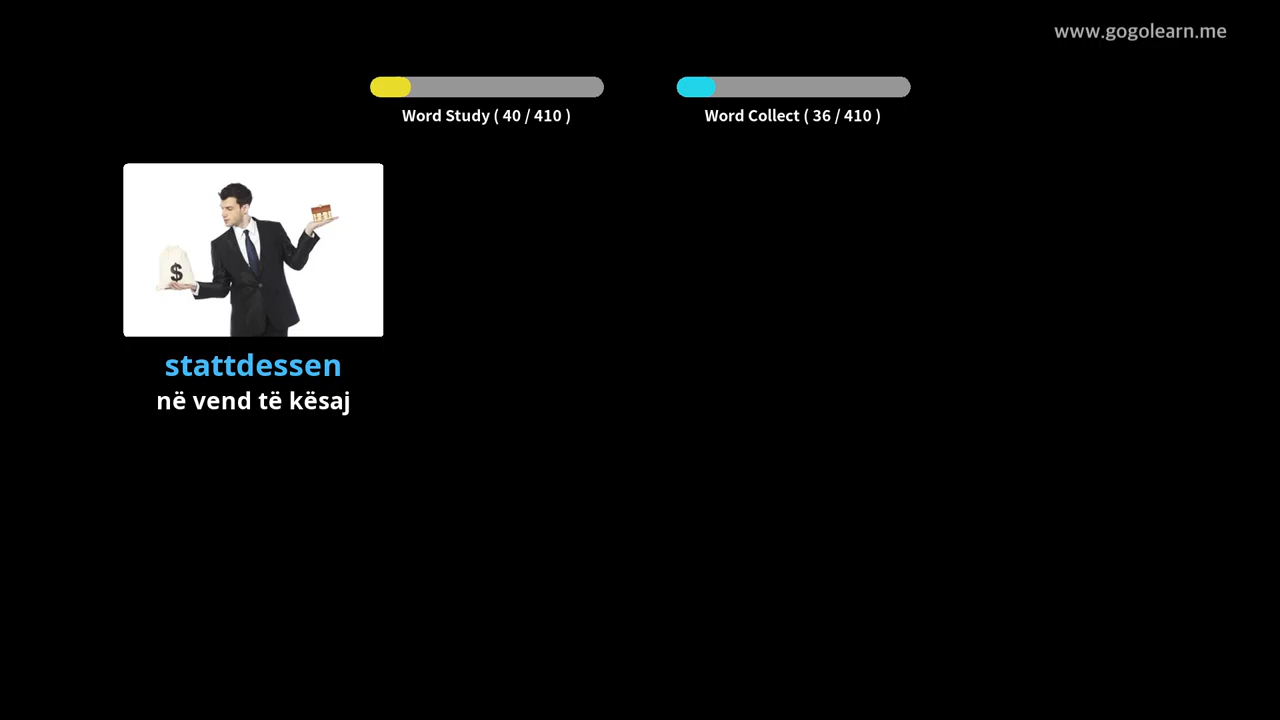 www.gogolearn.me
Word Study ( 40 / 410 )
Word Collect ( 36 / 410 )
$
stattdessen
në vend të kësaj